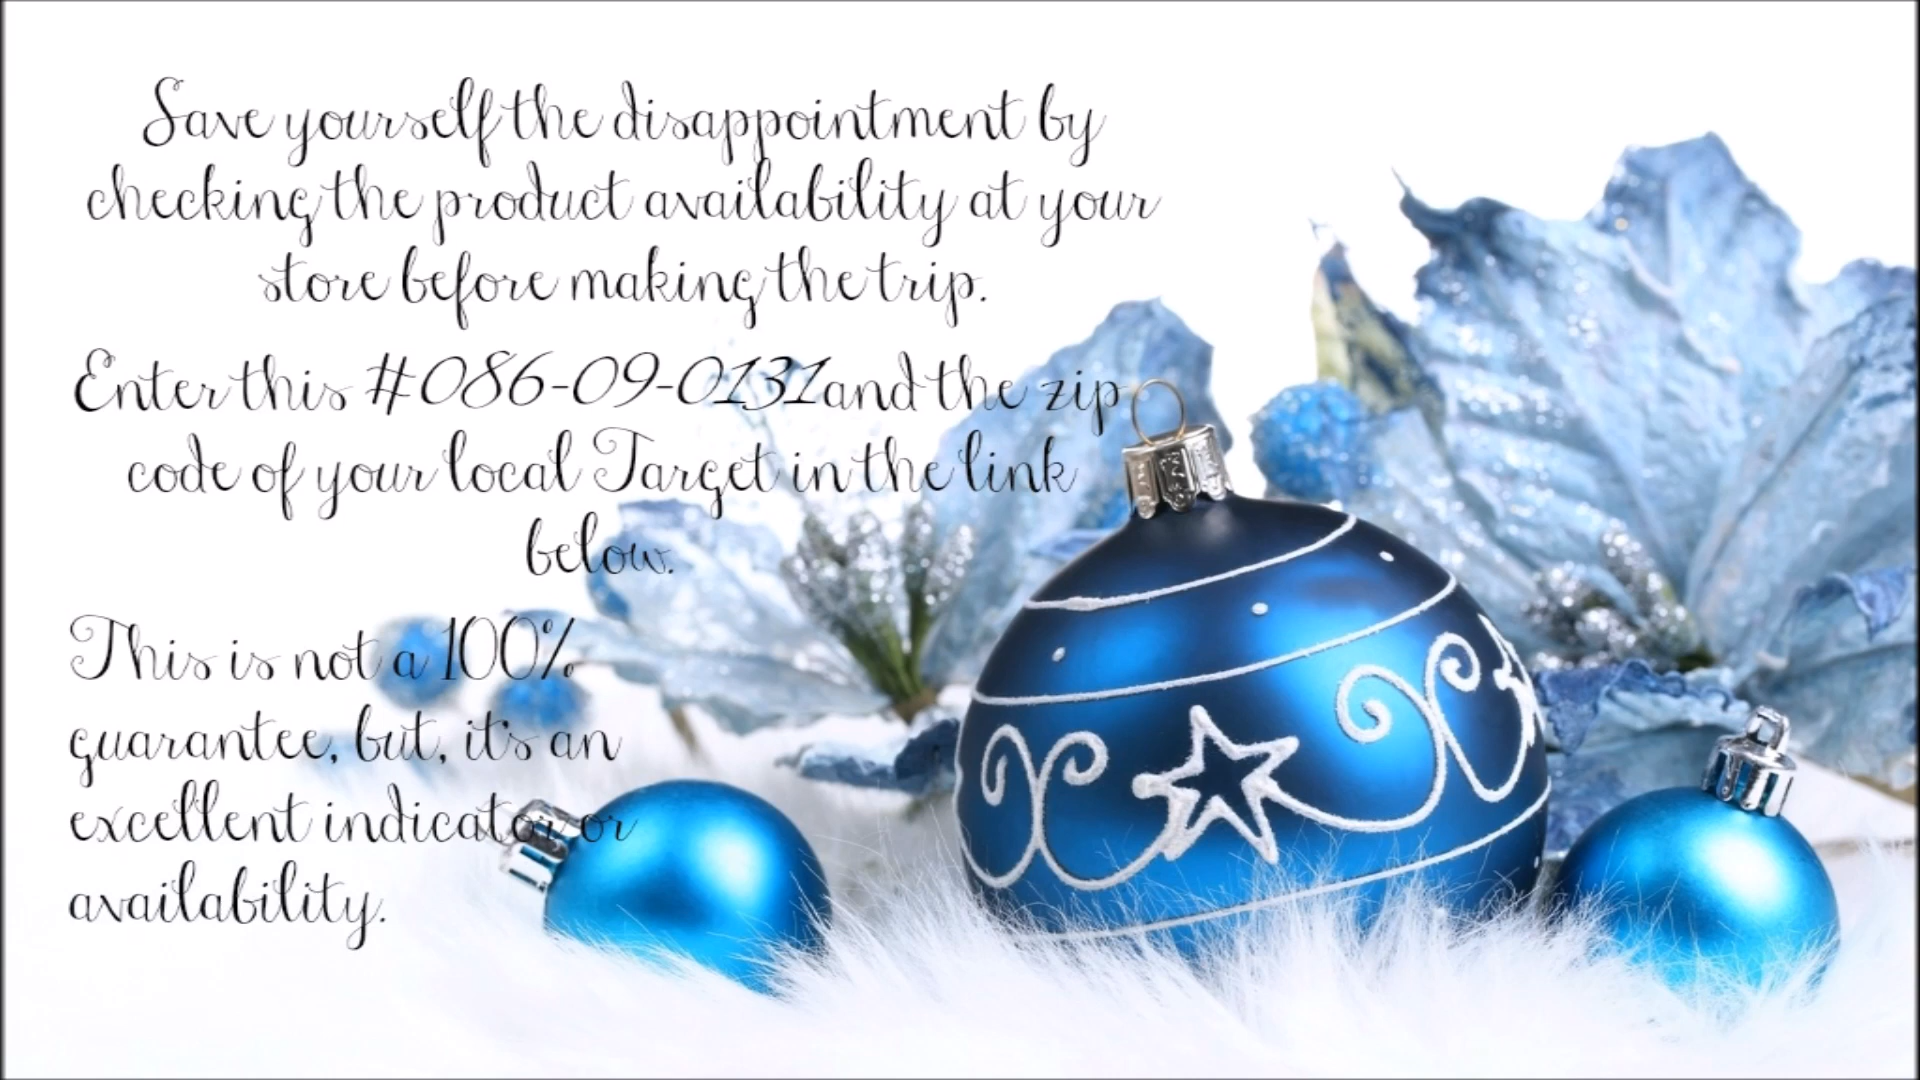 Save yourself the disappointment by
checking the product availability at your
store before making the trip.
Enter this #086-09-0131 and the zip
code of your local Target in the link
below.
This is not a 100%
guarantee, but, it's an
excellent indicator or
availability.